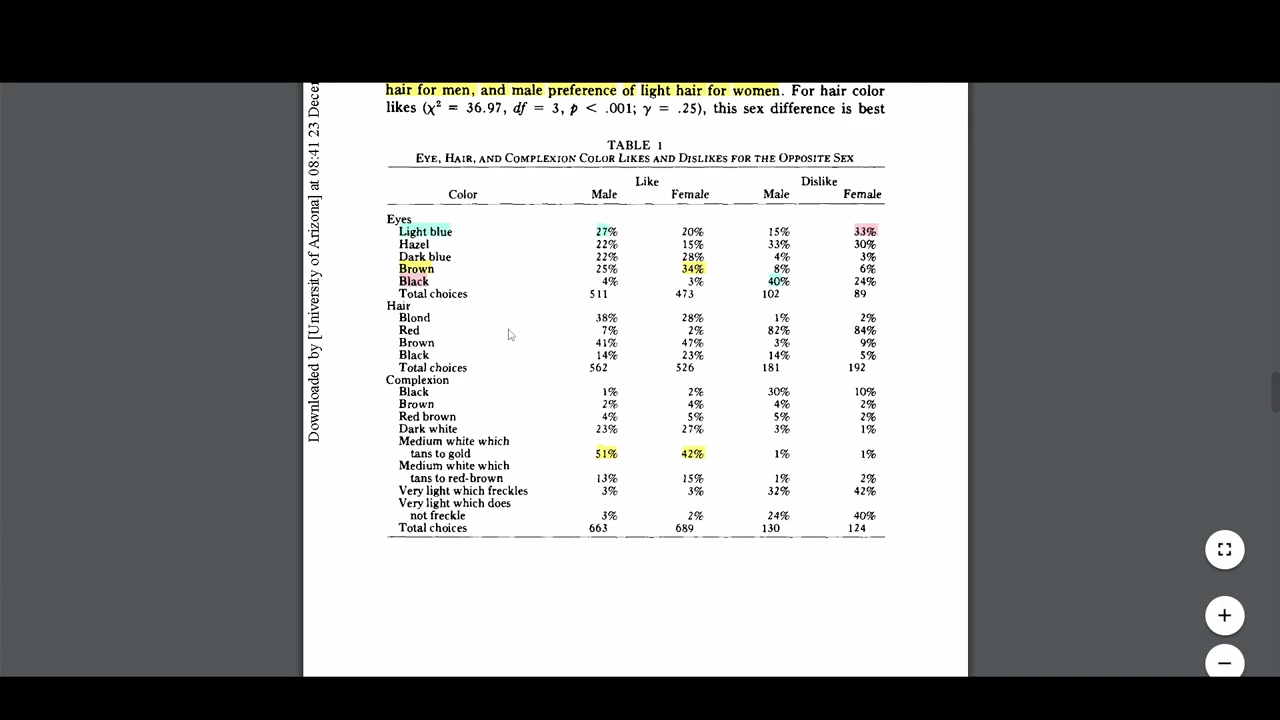 hair for men, and male preference of light hair for women. For hair color
likes (χ² = 36.97, df = 3, p < .001; γ = .25), this sex difference is best
TABLE 1
EYE, HAIR, AND COMPLEXION COLOR LIKES AND DISLIKES FOR THE OPPOSITE SEX
Like Dislike
Color Male Female Male Female
Eyes
Light blue 27% 20% 15% 33%
Hazel 22% 15% 33% 30%
Dark blue 22% 28% 4% 3%
Brown 25% 34% 8% 6%
Black 4% 3% 40% 24%
Total choices 511 473 102 89
Hair
Blond 38% 28% 1% 2%
Red 7% 2% 82% 84%
Brown 41% 47% 3% 9%
Black 14% 23% 14% 5%
Total choices 562 526 181 192
Complexion
Black 1% 2% 30% 10%
Brown 2% 4% 4% 2%
Red brown 4% 5% 5% 2%
Dark white 23% 27% 3% 1%
Medium white which
tans to gold 51% 42% 1% 1%
Medium white which
tans to red-brown 13% 15% 1% 2%
Very light which freckles 3% 3% 32% 42%
Very light which does
not freckle 3% 2% 24% 40%
Total choices 663 689 130 124
Downloaded by [University of Arizona] at 08:41 23 Decer